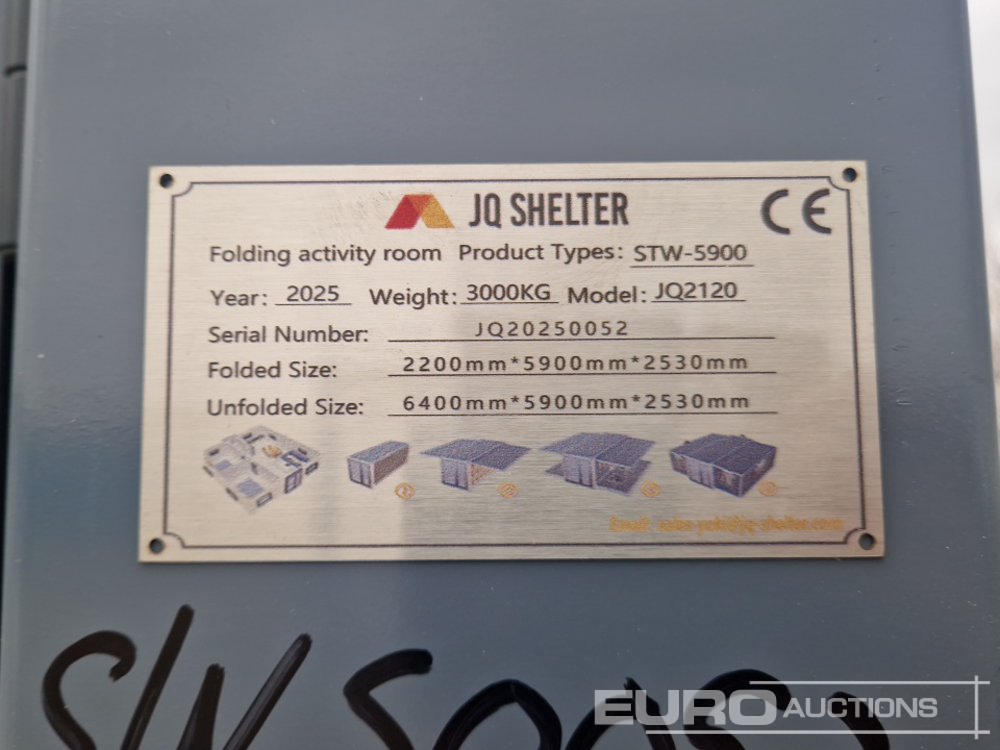 JQ SHELTER CE
Folding activity room Product Types: STW-5900
Year: 2025 Weight: 3000KG Model: JQ2120
Serial Number: JQ20250052
Folded Size: 2200mm*5900mm*2530mm
Unfolded Size: 6400mm*5900mm*2530mm
Email:
S/N
EURO AUCTIONS